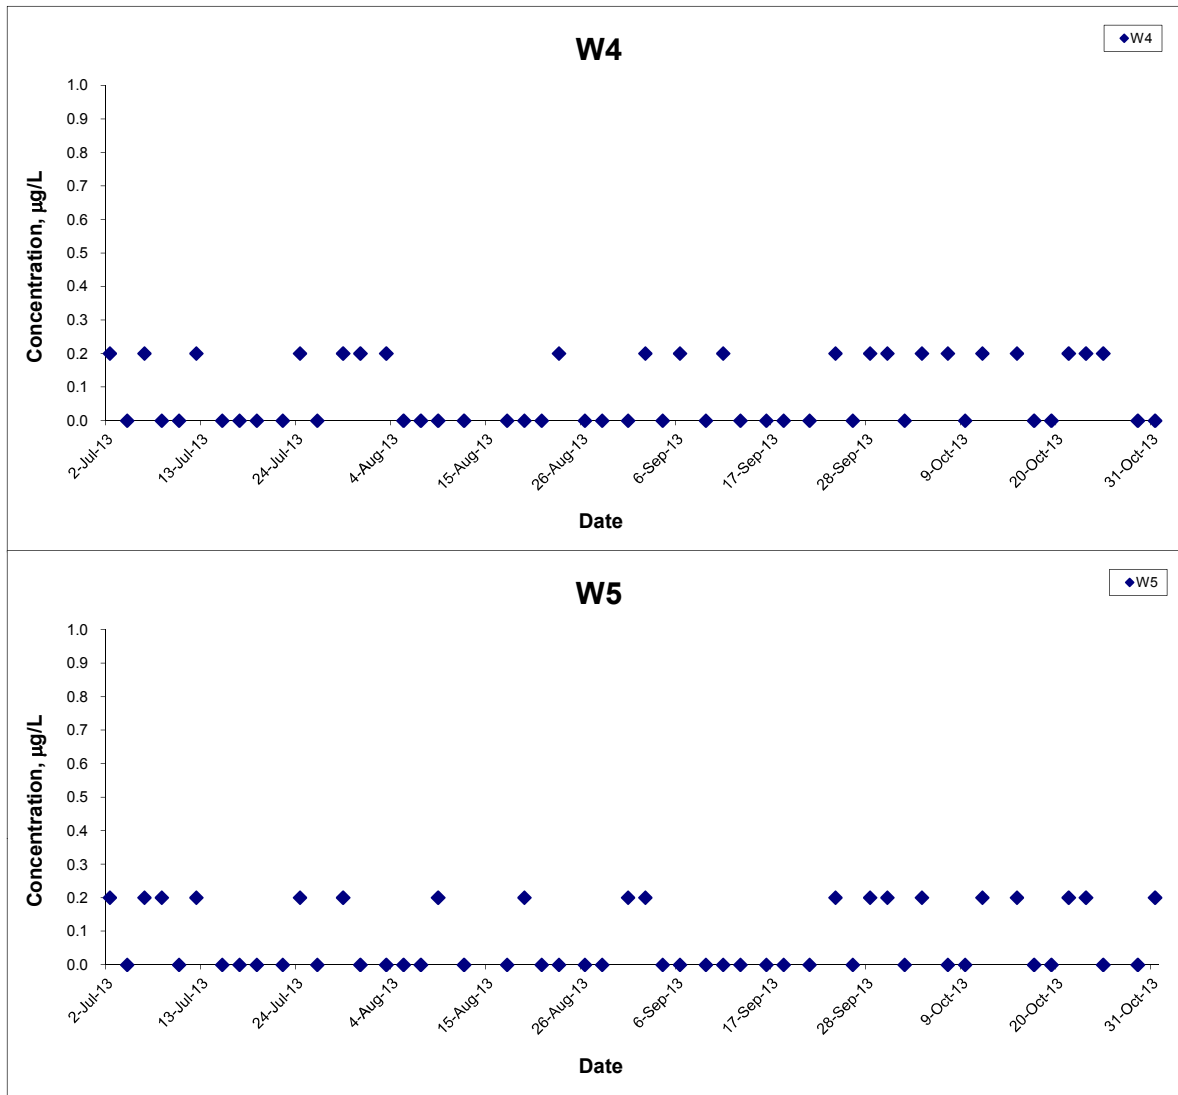 W4
W4
Concentration, µg/L
1.0
0.9
0.8
0.7
0.6
0.5
0.4
0.3
0.2
0.1
0.0
2-Jul-13
13-Jul-13
24-Jul-13
4-Aug-13
15-Aug-13
26-Aug-13
6-Sep-13
17-Sep-13
28-Sep-13
9-Oct-13
20-Oct-13
31-Oct-13
Date
W5
W5
Concentration, µg/L
1.0
0.9
0.8
0.7
0.6
0.5
0.4
0.3
0.2
0.1
0.0
2-Jul-13
13-Jul-13
24-Jul-13
4-Aug-13
15-Aug-13
26-Aug-13
6-Sep-13
17-Sep-13
28-Sep-13
9-Oct-13
20-Oct-13
31-Oct-13
Date